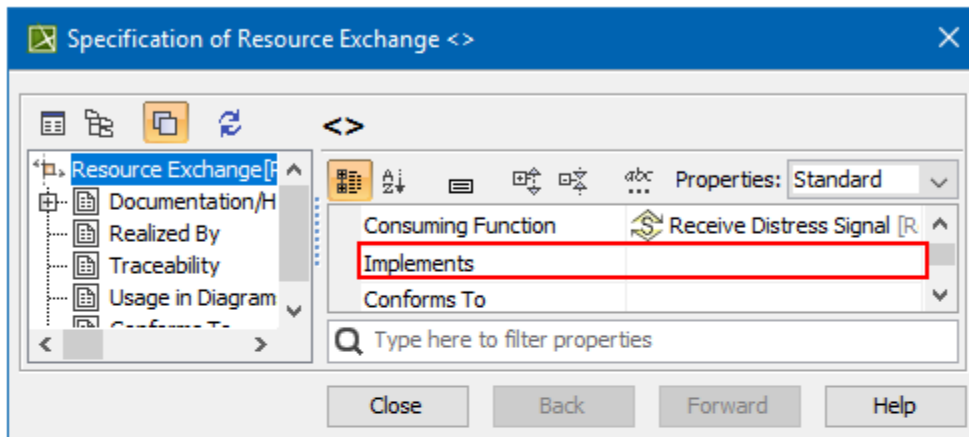 Specification of Resource Exchange <>
<>
Resource Exchange[
Documentation/H
Realized By
Traceability
Usage in Diagram
A Z
abc
Properties: Standard
Consuming Function
Receive Distress Signal [R
Implements
Conforms To
Type here to filter properties
Close
Back
Forward
Help